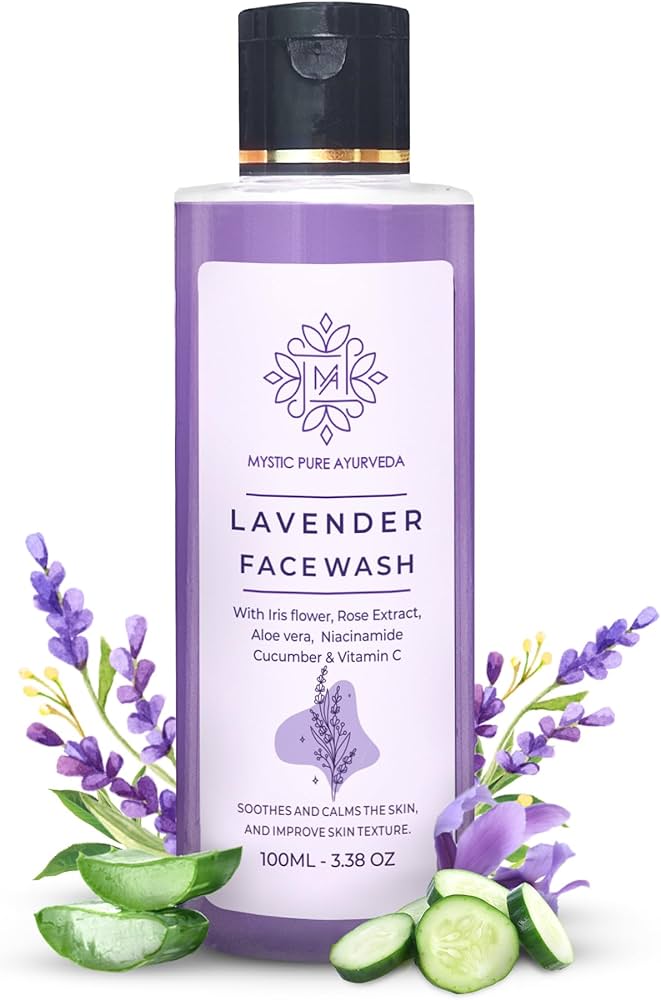 MA
MYSTIC PURE AYURVEDA
LAVENDER
FACEWASH
With Iris flower, Rose Extract,
Aloe vera, Niacinamide
Cucumber & Vitamin C
SOOTHES AND CALMS THE SKIN,
AND IMPROVE SKIN TEXTURE.
100ML - 3.38 OZ